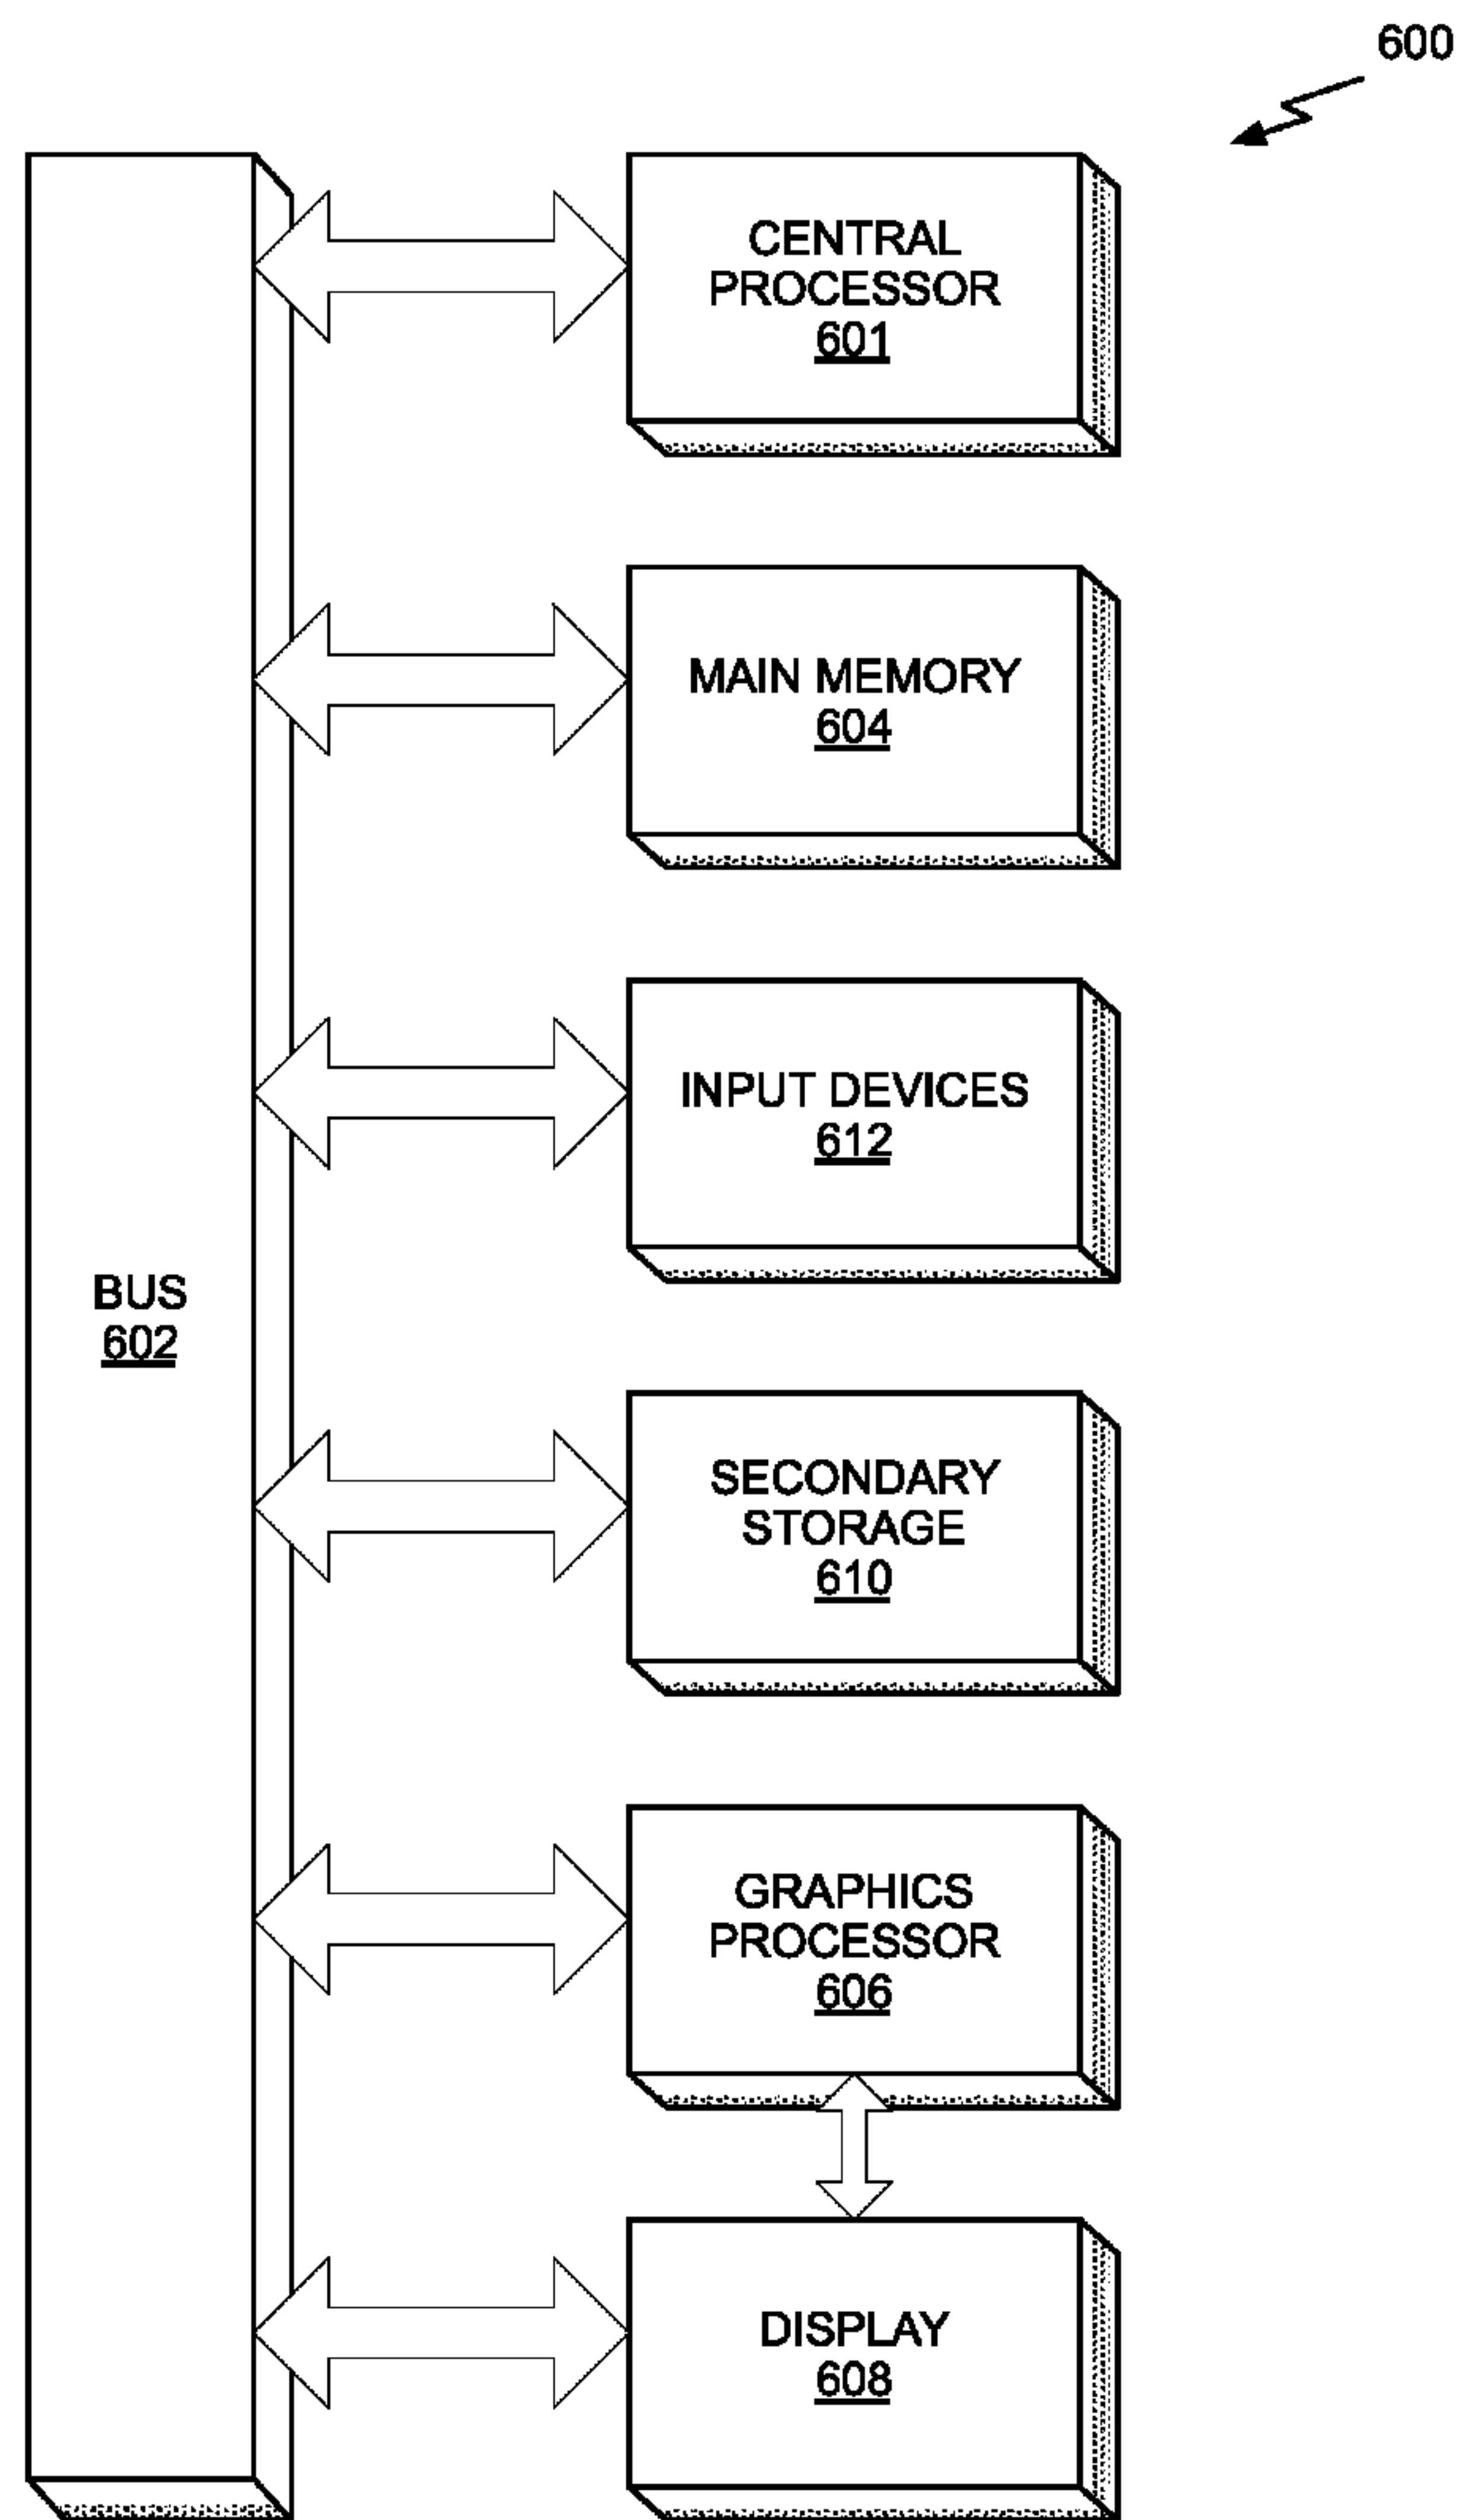 600
CENTRAL
PROCESSOR
601
MAIN MEMORY
604
INPUT DEVICES
612
BUS
602
SECONDARY
STORAGE
610
GRAPHICS
PROCESSOR
606
DISPLAY
608